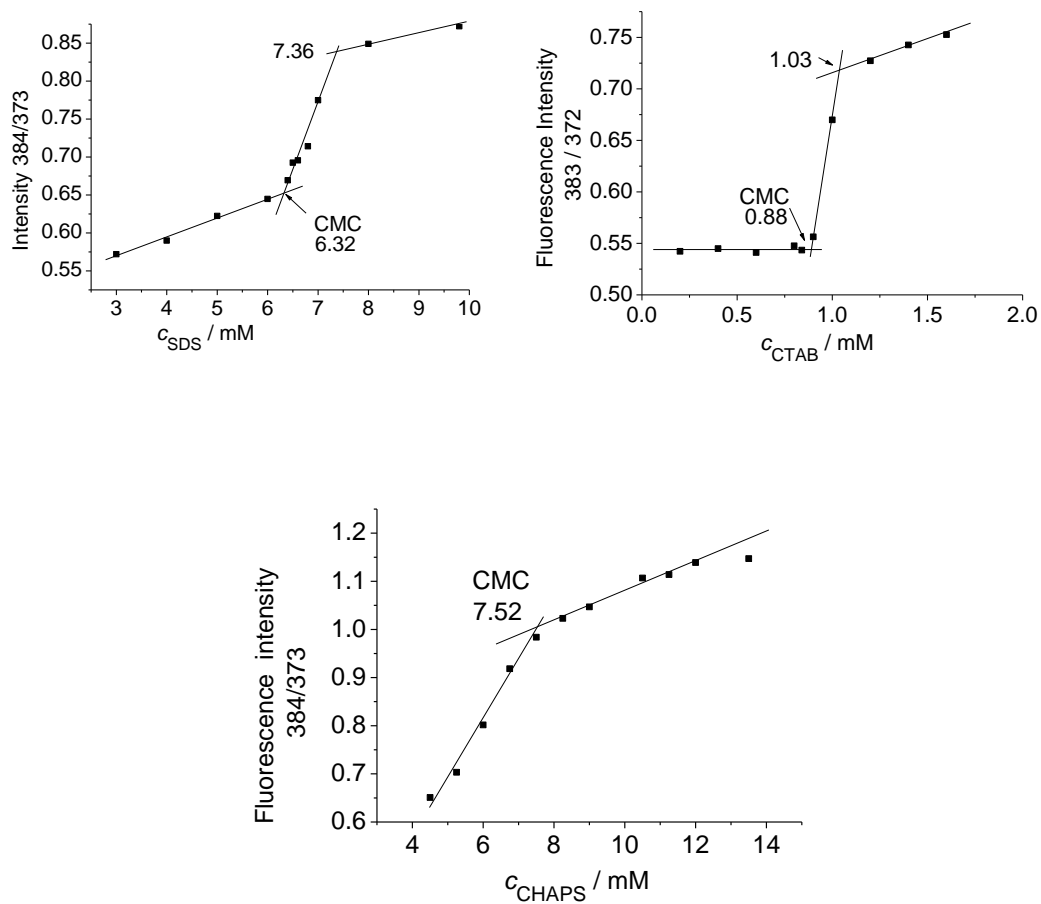 0.85
0.80
0.75
0.70
0.65
0.60
0.55
Intensity 384/373
7.36
CMC
6.32
3 4 5 6 7 8 9 10
cSDS / mM
0.75
0.70
0.65
0.60
0.55
0.50
Fluorescence Intensity
383 / 372
1.03
CMC
0.88
0.0 0.5 1.0 1.5 2.0
cCTAB / mM
1.2
1.1
1.0
0.9
0.8
0.7
0.6
Fluorescence intensity
384/373
CMC
7.52
4 6 8 10 12 14
cCHAPS / mM